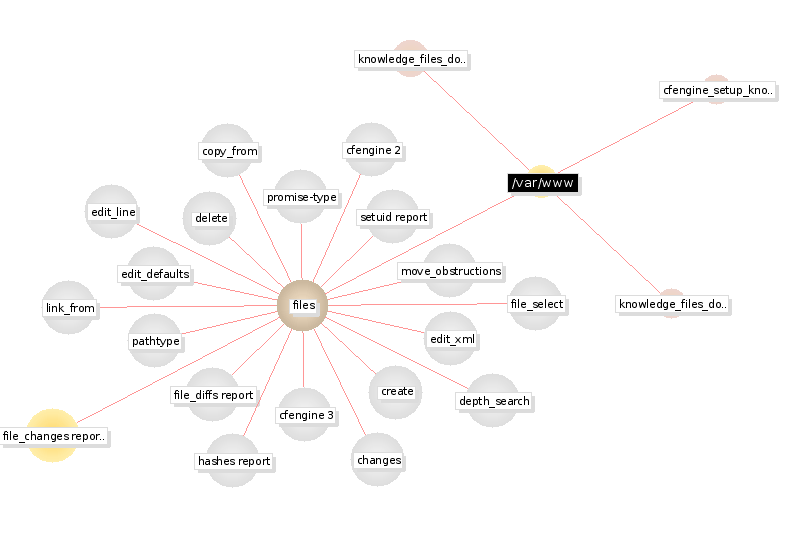 knowledge_files_do..
cfengine_setup_kno..
copy_from
cfengine 2
/var/www
promise-type
edit_line
delete
setuid report
edit_defaults
move_obstructions
link_from
files
file_select
knowledge_files_do..
pathtype
edit_xml
file_diffs report
create
depth_search
cfengine 3
file_changes repor..
hashes report
changes